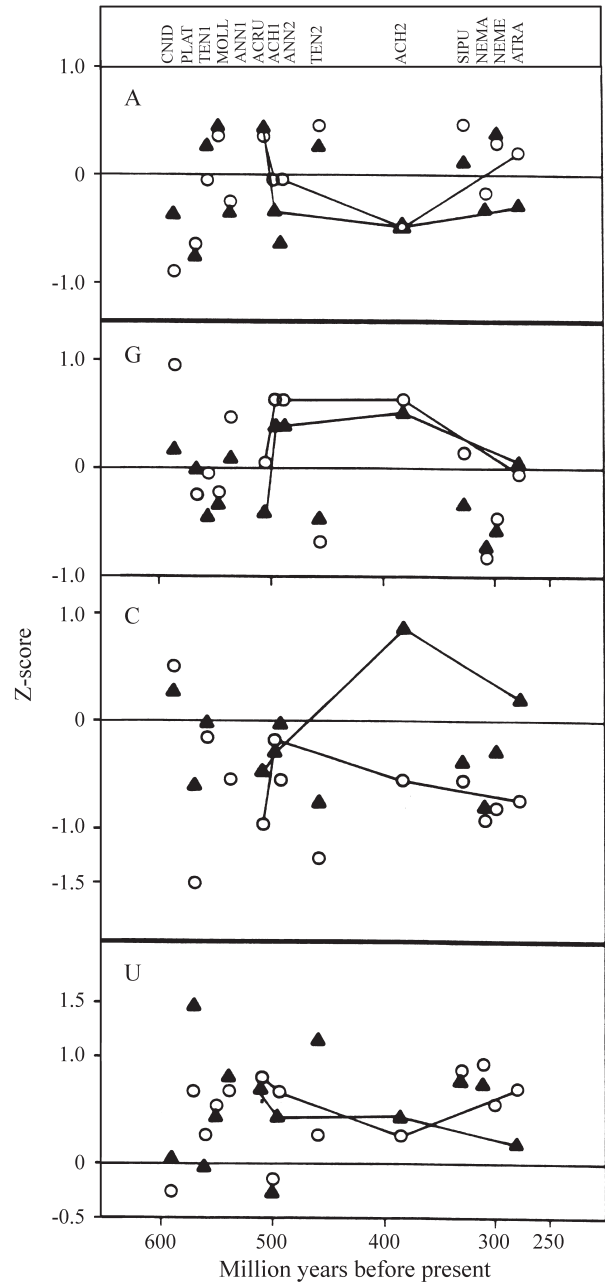 CNID PLAT TEN1 MOLL ANN1 ACRU ACH1 ANN2 TEN2 ACH2 SIPU NEMA NEME ATRA
1.0
A
0
-1.0
G
1.0
0
-1.0
C
1.0
0
-1.0
-1.5
U
1.5
1.0
0
-0.5
Z-score
600 500 400 300 250
Million years before present